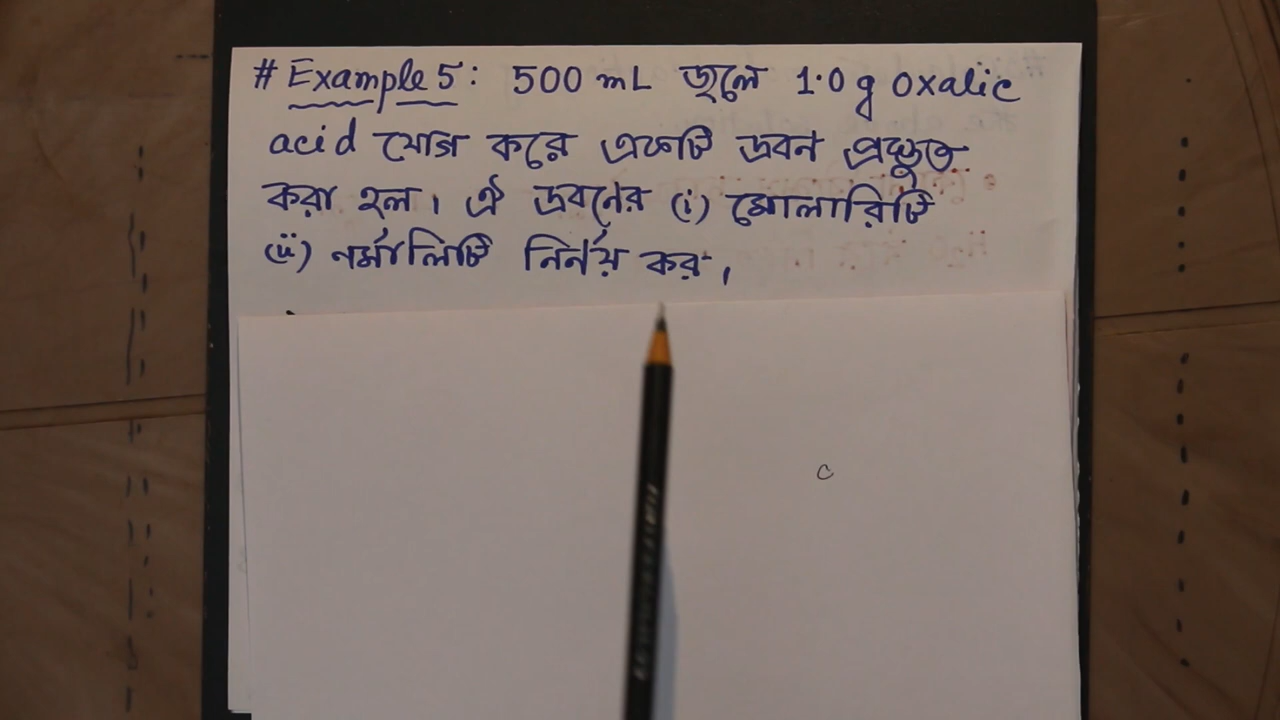 # Example 5: 500 mL জলে 1.0 g oxalic
acid যোগ করে একটি দ্রবন প্রস্তুত
করা হল। ঐ দ্রবনের (i) মোলারিটি
(ii) নর্মালিটি নির্নয় কর।
c